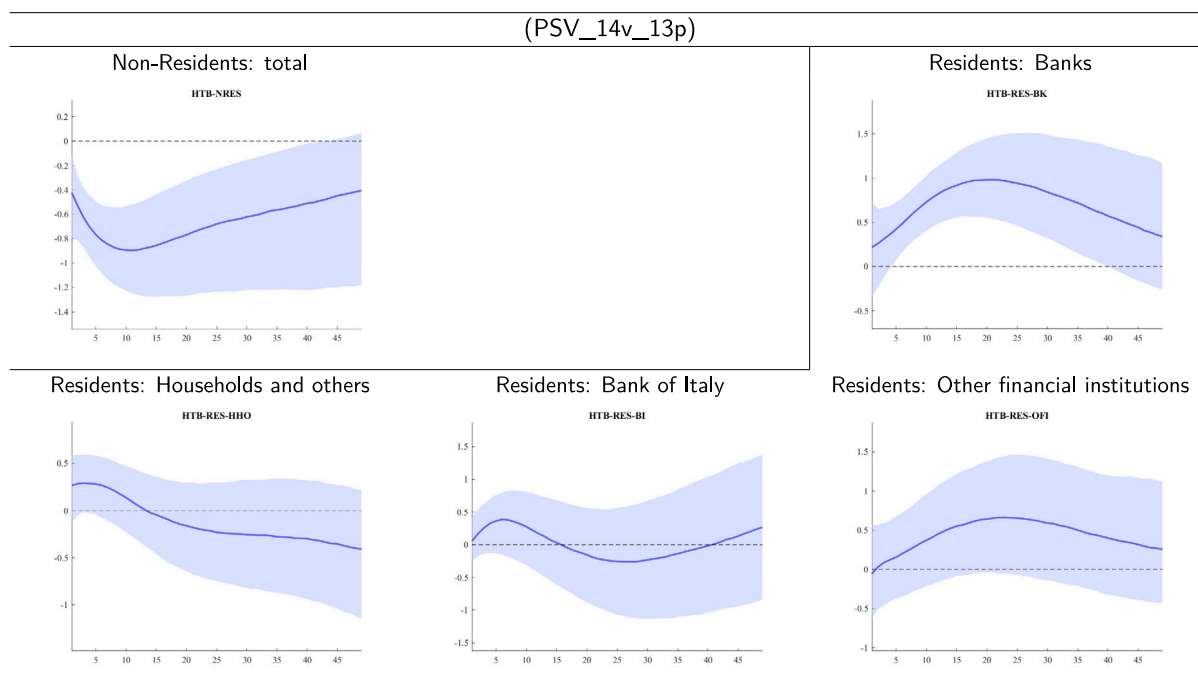 (PSV_14v_13p)
Non-Residents: total
HTB-NRES
0.2
0
-0.2
-0.4
-0.6
-0.8
-1
-1.2
-1.4
5 10 15 20 25 30 35 40 45
Residents: Banks
HTB-RES-BK
1.5
1
0.5
0
-0.5
5 10 15 20 25 30 35 40 45
Residents: Households and others
HTB-RES-HHO
0.5
0
-0.5
-1
5 10 15 20 25 30 35 40 45
Residents: Bank of Italy
HTB-RES-BI
1.5
1
0.5
0
-0.5
-1
-1.5
5 10 15 20 25 30 35 40 45
Residents: Other financial institutions
HTB-RES-OFI
1.5
1
0.5
0
-0.5
-1
5 10 15 20 25 30 35 40 45